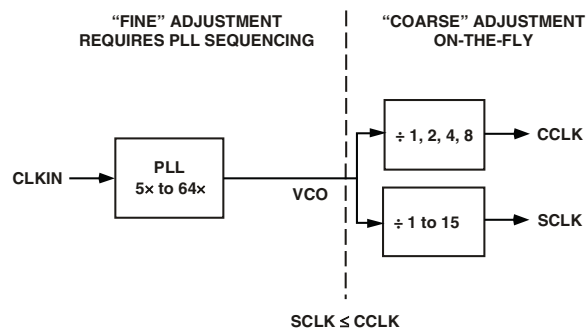 “FINE” ADJUSTMENT
REQUIRES PLL SEQUENCING
“COARSE” ADJUSTMENT
ON-THE-FLY
CLKIN
PLL
5× to 64×
VCO
÷ 1, 2, 4, 8
CCLK
÷ 1 to 15
SCLK
SCLK ≤ CCLK